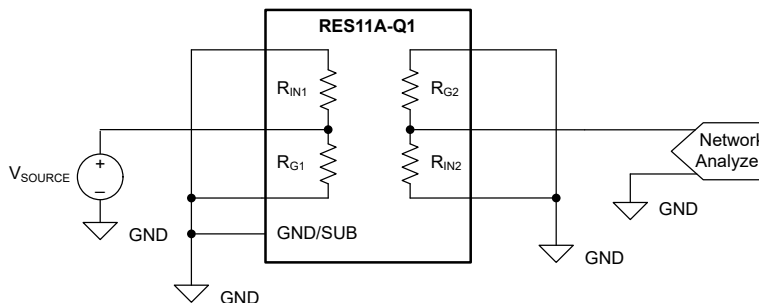 RES11A-Q1
R_IN1
R_G2
R_G1
R_IN2
V_SOURCE
+
–
Network
Analyze
GND
GND
GND/SUB
GND
GND